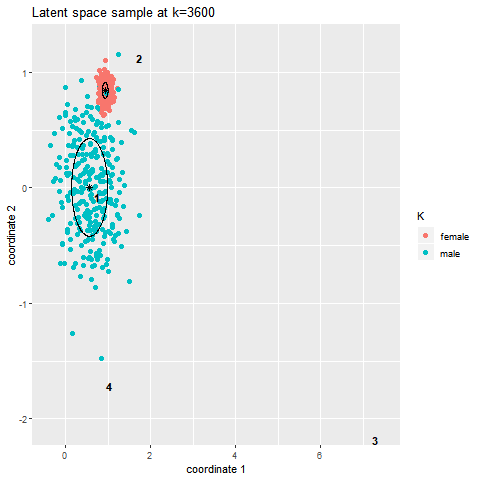 Latent space sample at k=3600
2
1
4
3
1
0
-1
-2
0
2
4
6
coordinate 1
coordinate 2
K
female
male